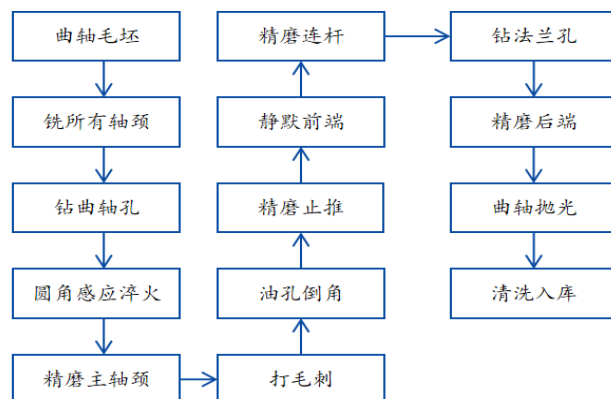 曲轴毛坯
铣所有轴颈
钻曲轴孔
圆角感应淬火
精磨主轴颈
打毛刺
油孔倒角
精磨止推
静默前端
精磨连杆
钻法兰孔
精磨后端
曲轴抛光
清洗入库